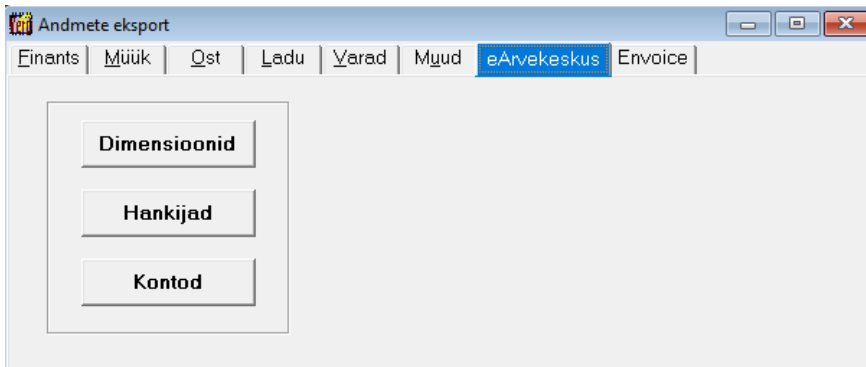 Andmete eksport
Finants Müük Ost Ladu Varad Muud eArvekeskus Envoice
Dimensioonid
Hankijad
Kontod